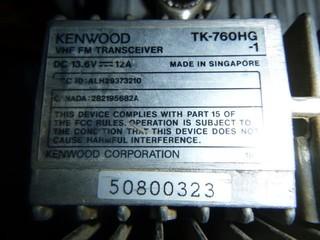 KENWOOD TK-760HG
VHF FM TRANSCEIVER -1
DC 13.6V 12A MADE IN SINGAPORE
ID: ALH29373210
CANADA: 282195682A
THIS DEVICE COMPLIES WITH PART 15 OF
THE FCC RULES. OPERATION IS SUBJECT TO
THE CONDITION THAT THIS DEVICE DOES NOT
CAUSE HARMFUL INTERFERENCE.
KENWOOD CORPORATION
50800323